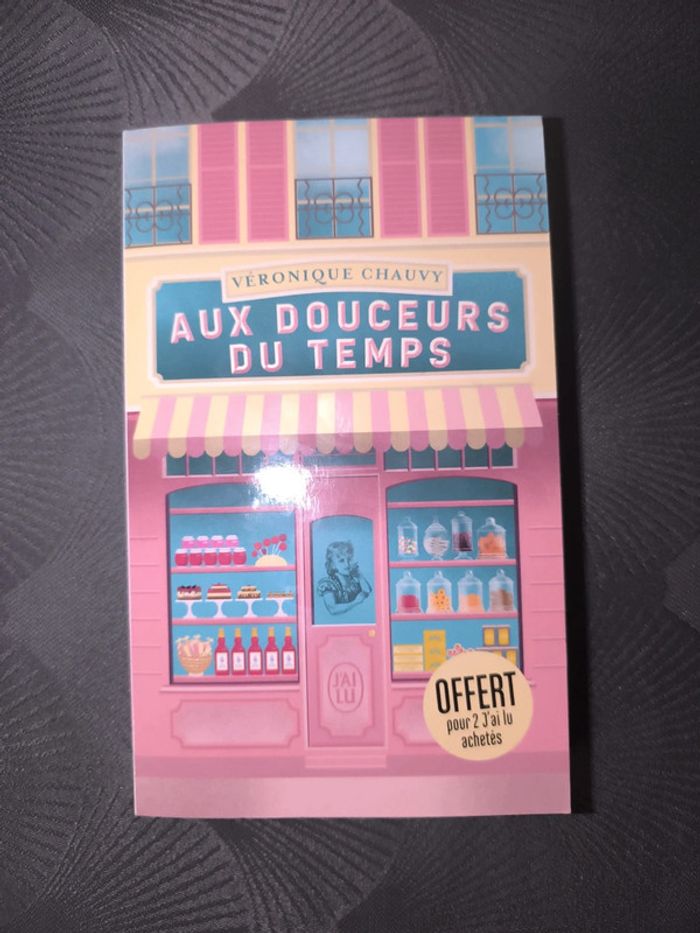 VÉRONIQUE CHAUVY
AUX DOUCEURS
DU TEMPS
J'AI
LU
OFFERT
pour 2 J'ai lu
achetés